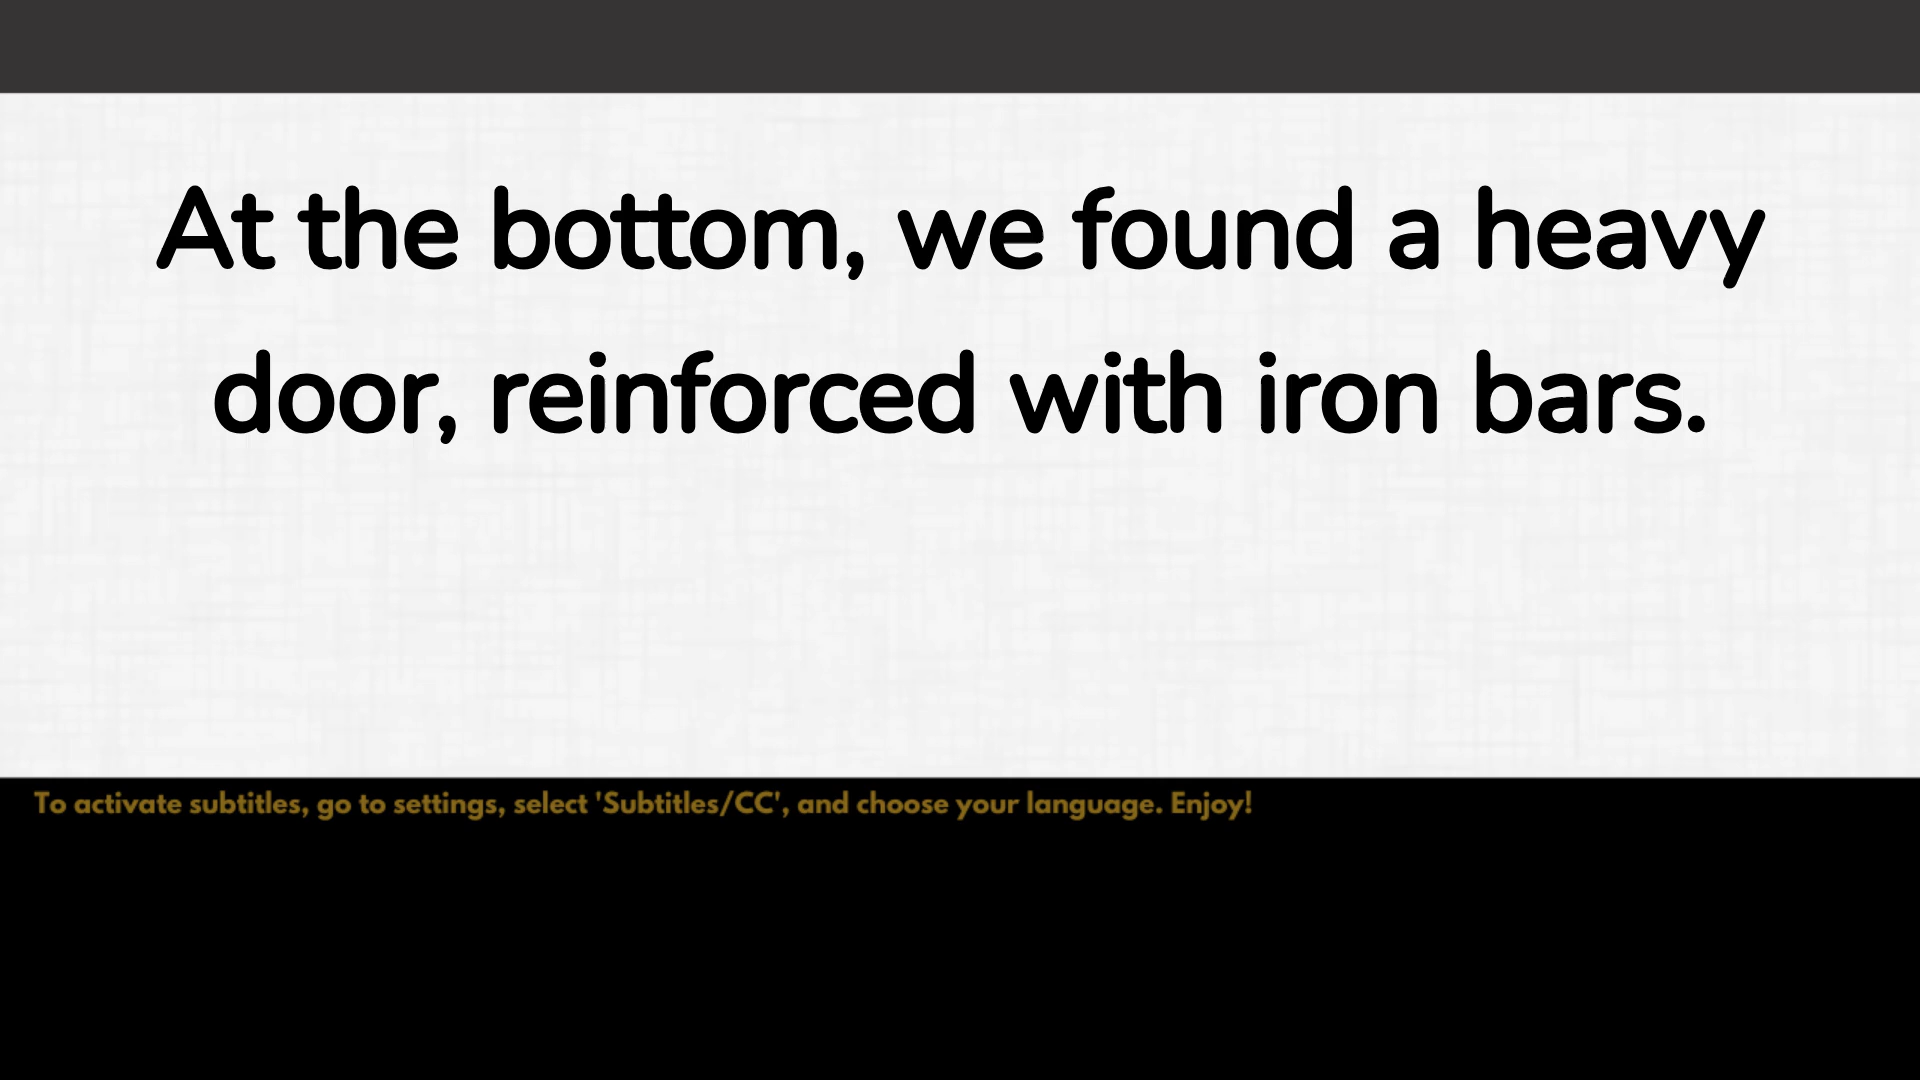 At the bottom, we found a heavy
door, reinforced with iron bars.
To activate subtitles, go to settings, select 'Subtitles/CC', and choose your language. Enjoy!